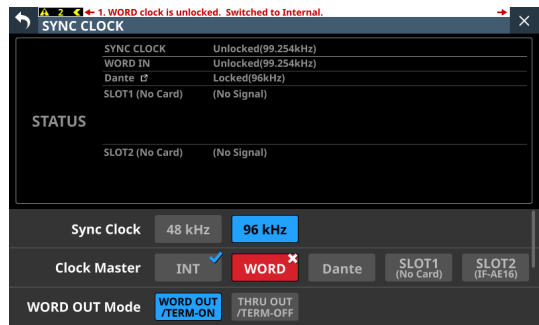 2 1. WORD clock is unlocked. Switched to Internal.
SYNC CLOCK
SYNC CLOCK Unlocked(99.254kHz)
WORD IN Unlocked(99.254kHz)
Dante Locked(96kHz)
SLOT1 (No Card) (No Signal)
STATUS
SLOT2 (No Card) (No Signal)
Sync Clock 48 kHz 96 kHz
Clock Master INT WORD Dante SLOT1 (No Card) SLOT2 (IF-AE16)
WORD OUT Mode WORD OUT /TERM-ON THRU OUT /TERM-OFF